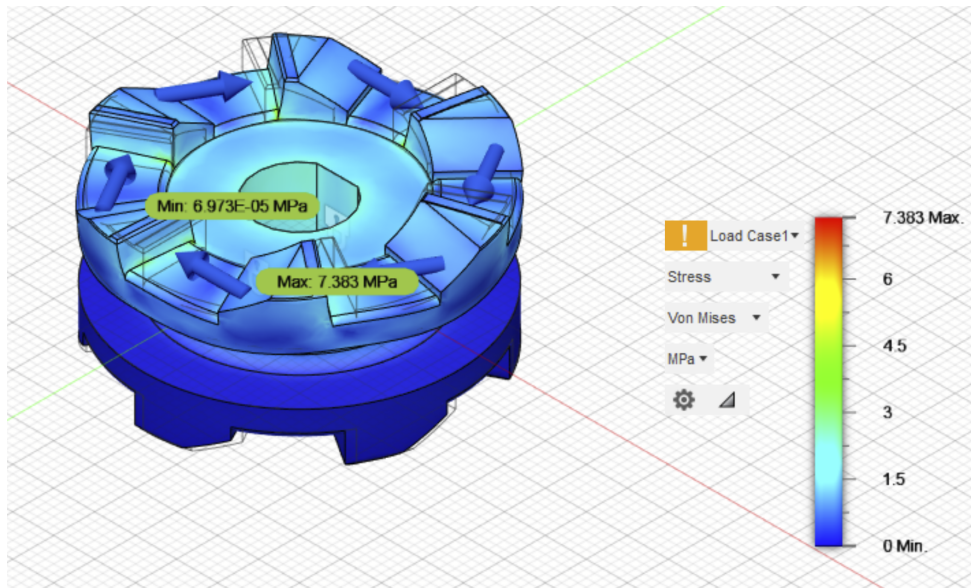 Min: 6.973E-05 MPa
Max: 7.383 MPa
! Load Case1
Stress
Von Mises
MPa
7.383 Max.
6
4.5
3
1.5
0 Min.